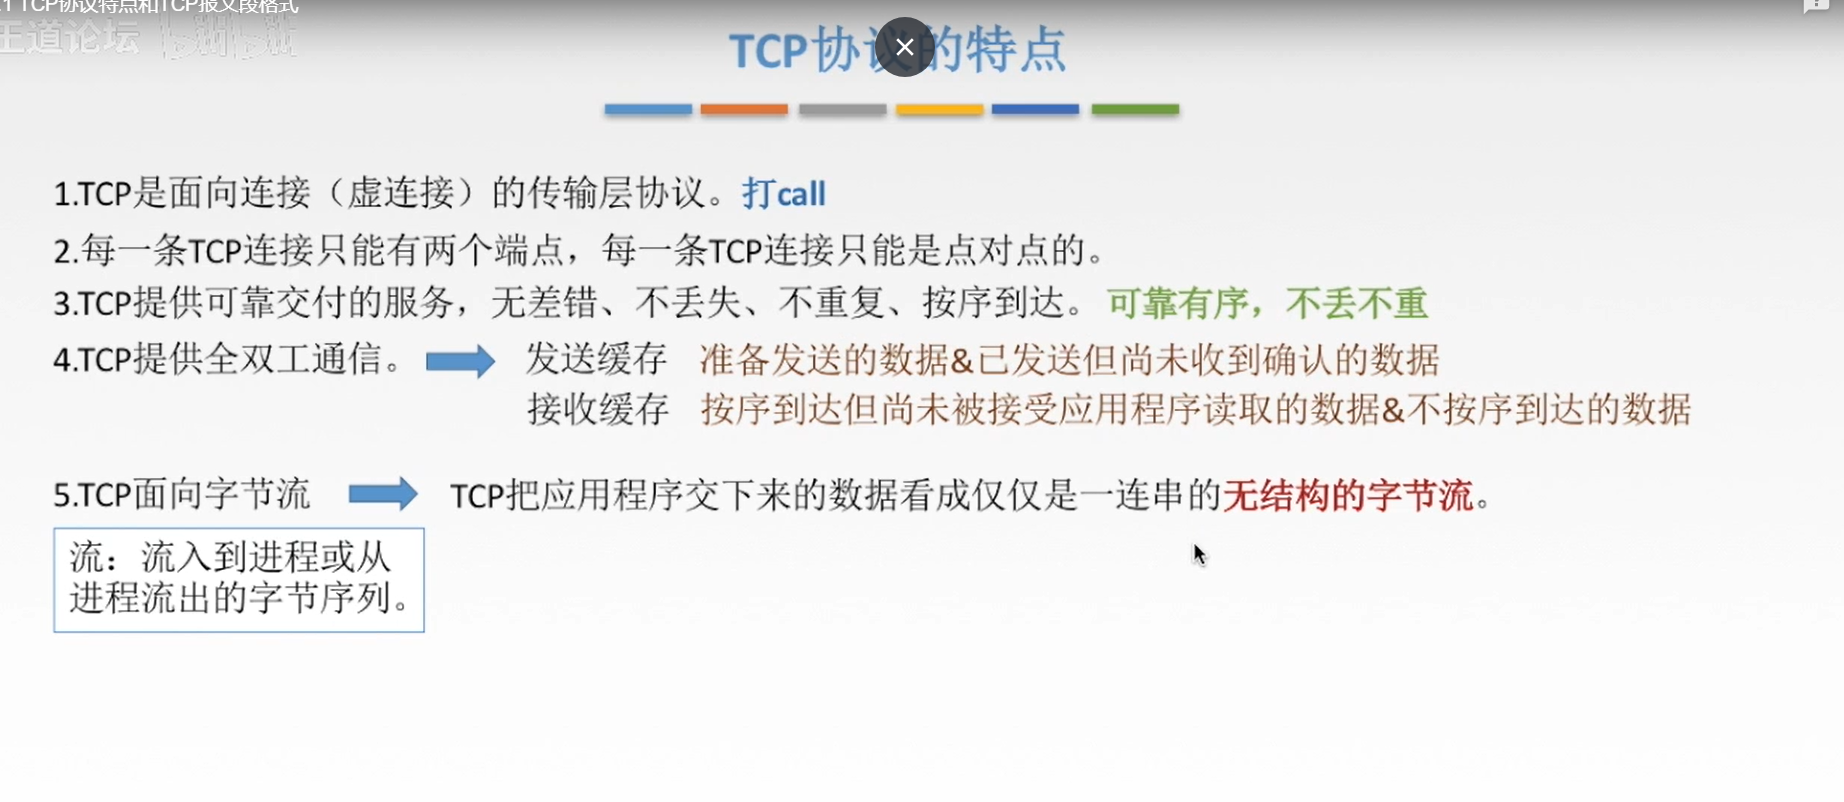 .1 TCP协议特点和TCP报文段格式
王道论坛 bilibili
TCP协议的特点
1.TCP是面向连接（虚连接）的传输层协议。打call
2.每一条TCP连接只能有两个端点，每一条TCP连接只能是点对点的。
3.TCP提供可靠交付的服务，无差错、不丢失、不重复、按序到达。 可靠有序，不丢不重
4.TCP提供全双工通信。 发送缓存 准备发送的数据&已发送但尚未收到确认的数据
接收缓存 按序到达但尚未被接受应用程序读取的数据&不按序到达的数据
5.TCP面向字节流 TCP把应用程序交下来的数据看成仅仅是一连串的无结构的字节流。
流：流入到进程或从
进程流出的字节序列。